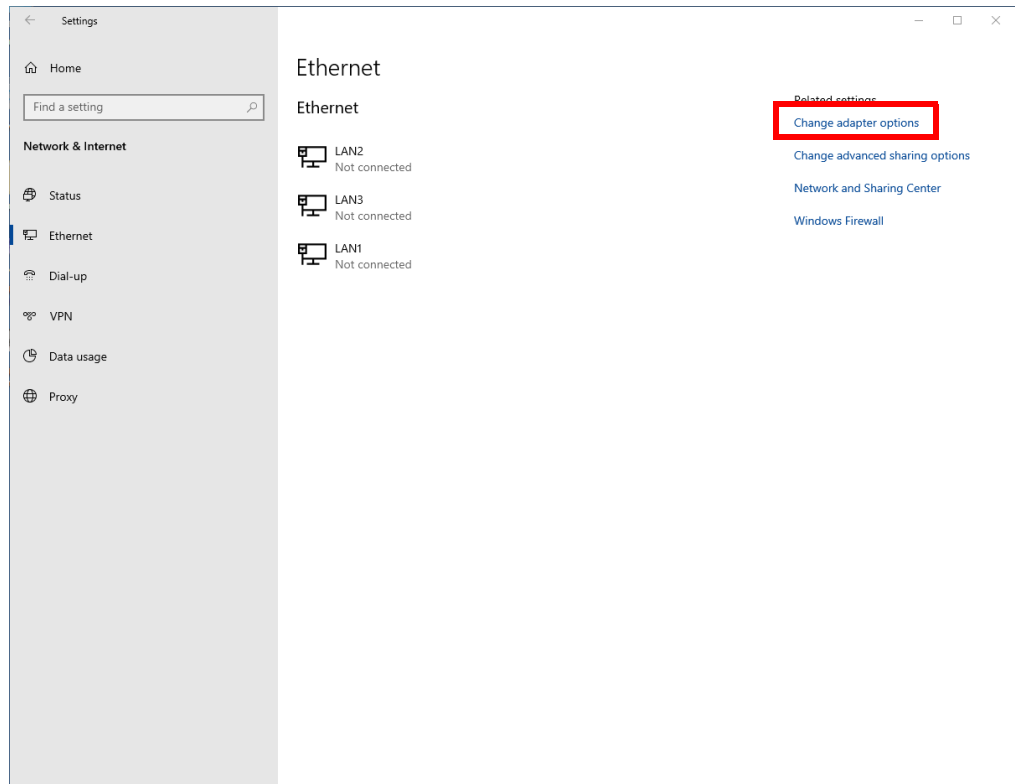 Settings
Home
Find a setting
Network & Internet
Status
Ethernet
Dial-up
VPN
Data usage
Proxy
Ethernet
Ethernet
LAN2
Not connected
LAN3
Not connected
LAN1
Not connected
Related settings
Change adapter options
Change advanced sharing options
Network and Sharing Center
Windows Firewall